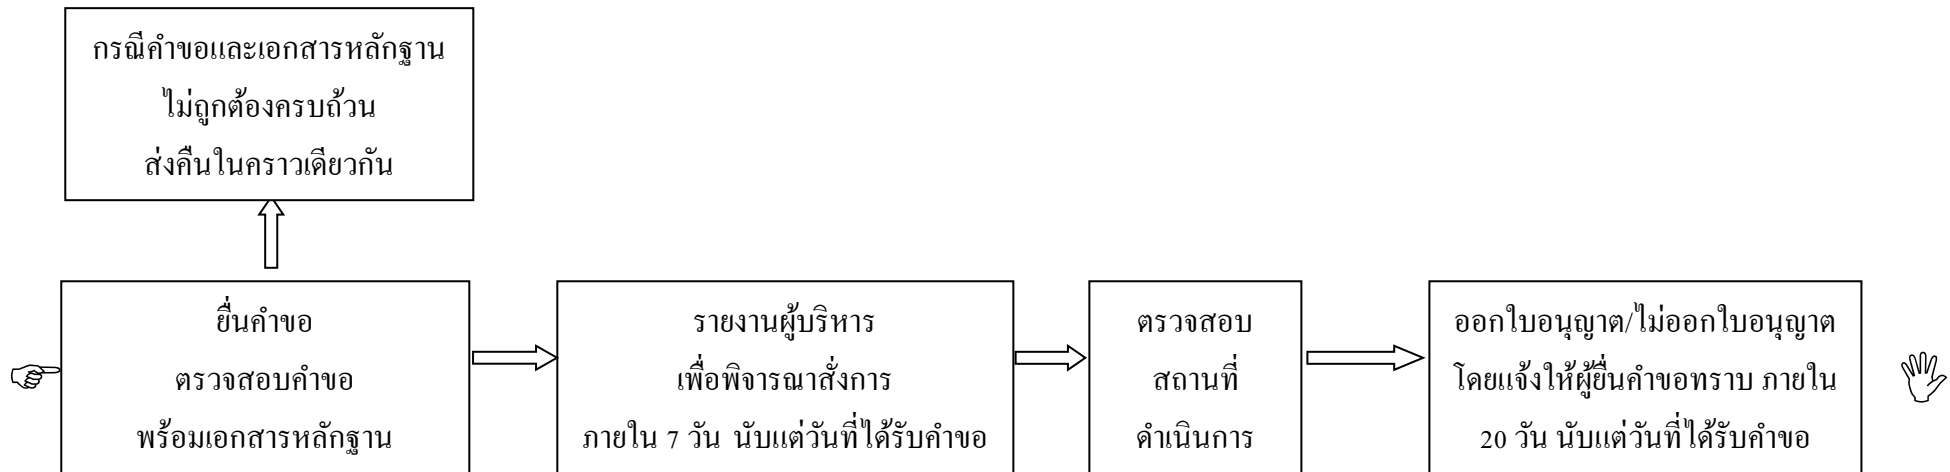 กรณีคำขอและเอกสารหลักฐาน
ไม่ถูกต้องครบถ้วน
ส่งคืนในคราวเดียวกัน
ยื่นคำขอ
ตรวจสอบคำขอ
พร้อมเอกสารหลักฐาน
รายงานผู้บริหาร
เพื่อพิจารณาสั่งการ
ภายใน 7 วัน นับแต่วันที่ได้รับคำขอ
ตรวจสอบ
สถานที่
ดำเนินการ
ออกใบอนุญาต/ไม่ออกใบอนุญาต
โดยแจ้งให้ผู้ยื่นคำขอทราบ ภายใน
20 วัน นับแต่วันที่ได้รับคำขอ